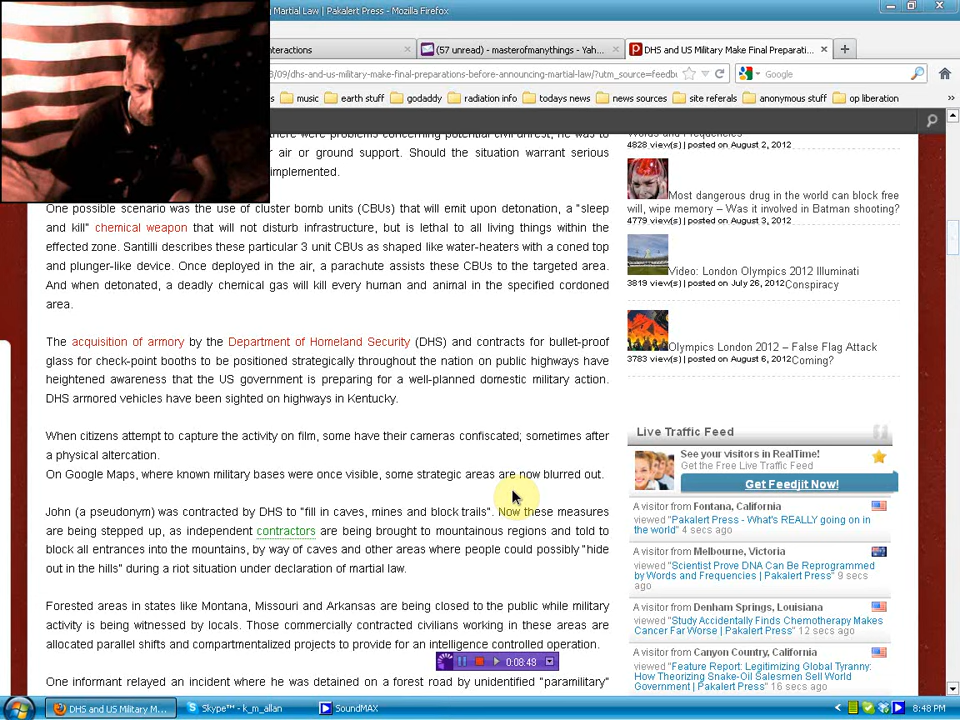 g Martial Law | Pakalert Press - Mozilla Firefox
nteractions
(57 unread) - masterofmanythings - Yah...
DHS and US Military Make Final Preparati...
3/09/dhs-and-us-military-make-final-preparations-before-announcing-martial-law/?utm_source=feedb
Google
music
earth stuff
godaddy
radiation info
todays news
news sources
site referals
anonymous stuff
op liberation
there were problems concerning potential civil unrest, he was to
air or ground support. Should the situation warrant serious
implemented.
One possible scenario was the use of cluster bomb units (CBUs) that will emit upon detonation, a "sleep
and kill" chemical weapon that will not disturb infrastructure, but is lethal to all living things within the
effected zone. Santilli describes these particular 3 unit CBUs as shaped like water-heaters with a coned top
and plunger-like device. Once deployed in the air, a parachute assists these CBUs to the targeted area.
And when detonated, a deadly chemical gas will kill every human and animal in the specified cordoned
area.
The acquisition of armory by the Department of Homeland Security (DHS) and contracts for bullet-proof
glass for check-point booths to be positioned strategically throughout the nation on public highways have
heightened awareness that the US government is preparing for a well-planned domestic military action.
DHS armored vehicles have been sighted on highways in Kentucky.
When citizens attempt to capture the activity on film, some have their cameras confiscated; sometimes after
a physical altercation.
On Google Maps, where known military bases were once visible, some strategic areas are now blurred out.
John (a pseudonym) was contracted by DHS to "fill in caves, mines and block trails". Now these measures
are being stepped up, as independent contractors are being brought to mountainous regions and told to
block all entrances into the mountains, by way of caves and other areas where people could possibly "hide
out in the hills" during a riot situation under declaration of martial law.
Forested areas in states like Montana, Missouri and Arkansas are being closed to the public while military
activity is being witnessed by locals. Those commercially contracted civilians working in these areas are
allocated parallel shifts and compartmentalized projects to provide for an intelligence controlled operation.
One informant relayed an incident where he was detained on a forest road by unidentified "paramilitary"
Words and Frequencies
4828 view(s) | posted on August 2, 2012
Most dangerous drug in the world can block free
will, wipe memory – Was it involved in Batman shooting?
4779 view(s) | posted on August 3, 2012
Video: London Olympics 2012 Illuminati
3819 view(s) | posted on July 26, 2012Conspiracy
Olympics London 2012 – False Flag Attack
3783 view(s) | posted on August 6, 2012Coming?
Live Traffic Feed
See your visitors in RealTime!
Get the Free Live Traffic Feed
Get Feedjit Now!
A visitor from Fontana, California
viewed "Pakalert Press - What's REALLY going on in
the world" 4 secs ago
A visitor from Melbourne, Victoria
viewed "Scientist Prove DNA Can Be Reprogrammed
by Words and Frequencies | Pakalert Press" 9 secs
ago
A visitor from Denham Springs, Louisiana
viewed "Study Accidentally Finds Chemotherapy Makes
Cancer Far Worse | Pakalert Press" 12 secs ago
A visitor from Canyon Country, California
viewed "Feature Report: Legitimizing Global Tyranny:
How Theorizing Snake-Oil Salesmen Sell World
Government | Pakalert Press" 16 secs ago
0:08:48
DHS and US Military M...
Skype™ - k_m_allan
SoundMAX
8:48 PM